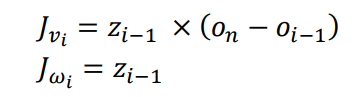 J_{v_i} = z_{i−1} × (o_n − o_{i−1})
J_{ω_i} = z_{i−1}